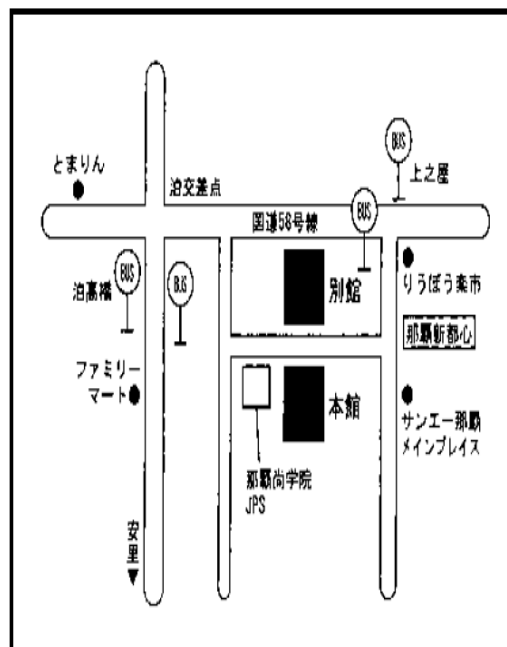 BUS
上之屋
とまりん
泊交差点
国道58号線
BUS
泊高橋
BUS
BUS
別館
りうぼう楽市
那覇新都心
ファミリー
マート
本館
サンエー那覇
メインプレイス
那覇尚学院
JPS
安里